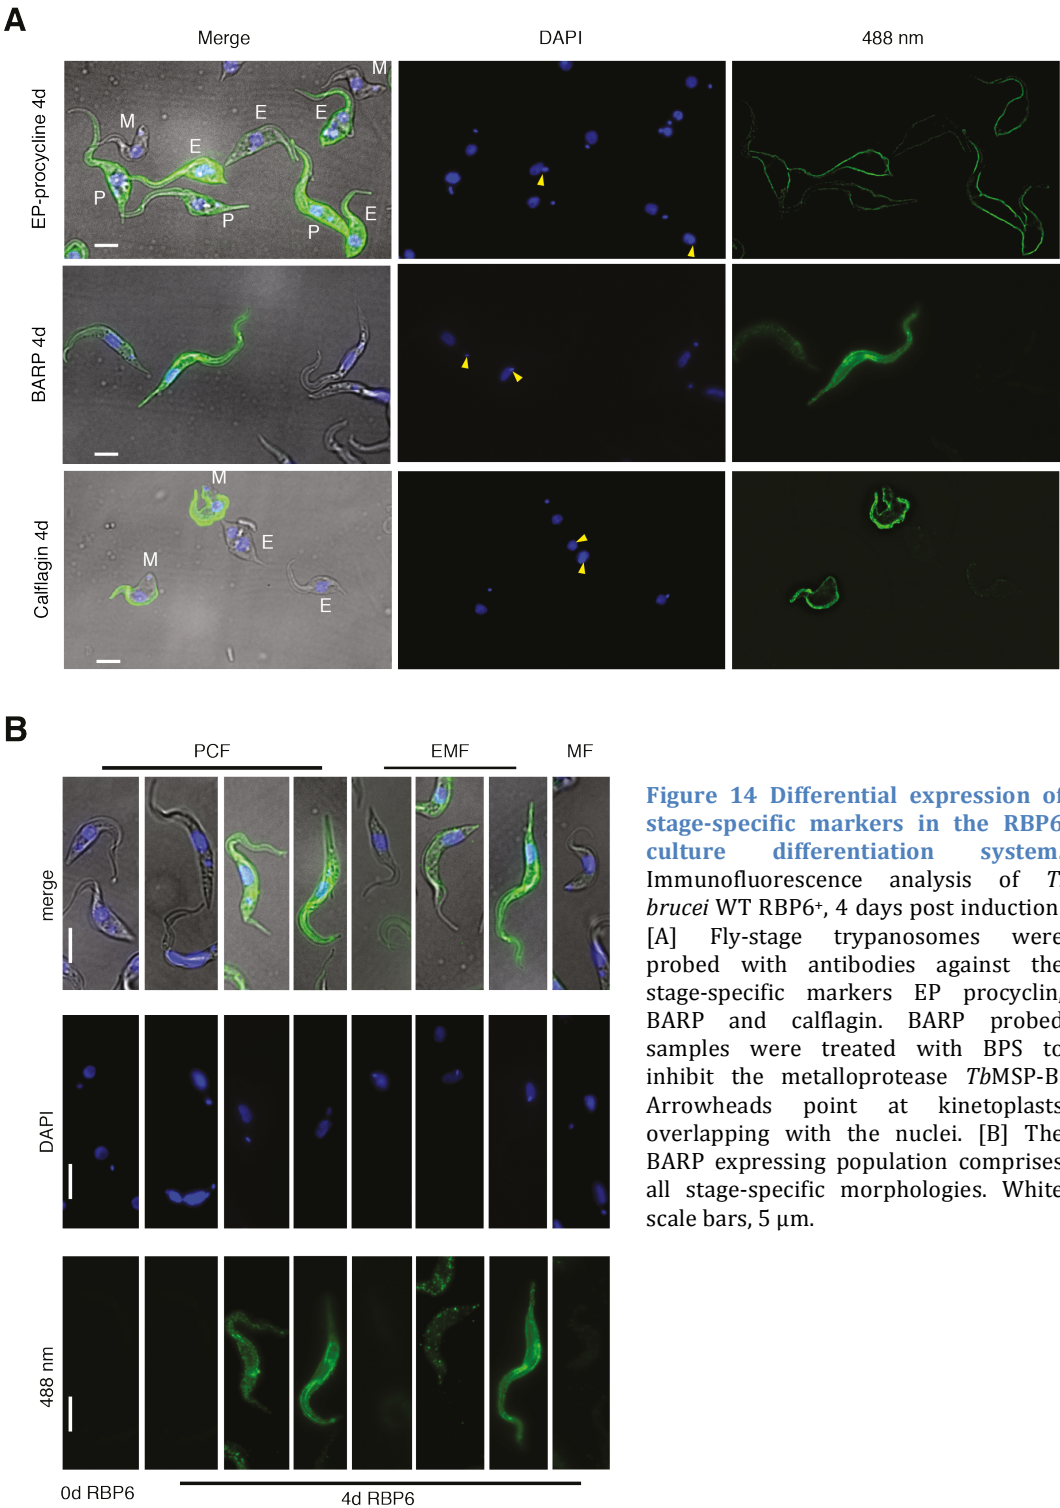 A
Merge
DAPI
488 nm
EP-procycline 4d
M
M
E
E
E
P
P
P
E
BARP 4d
Calflagin 4d
M
E
M
E
B
PCF
EMF
MF
merge
DAPI
488 nm
0d RBP6
4d RBP6
Figure 14 Differential expression of
stage-specific markers in the RBP6
culture differentiation system.
Immunofluorescence analysis of T.
brucei WT RBP6⁺, 4 days post induction
[A] Fly-stage trypanosomes were
probed with antibodies against the
stage-specific markers EP procyclin,
BARP and calflagin. BARP probed
samples were treated with BPS to
inhibit the metalloprotease TbMSP-B
Arrowheads point at kinetoplasts
overlapping with the nuclei. [B] The
BARP expressing population comprises
all stage-specific morphologies. White
scale bars, 5 µm.